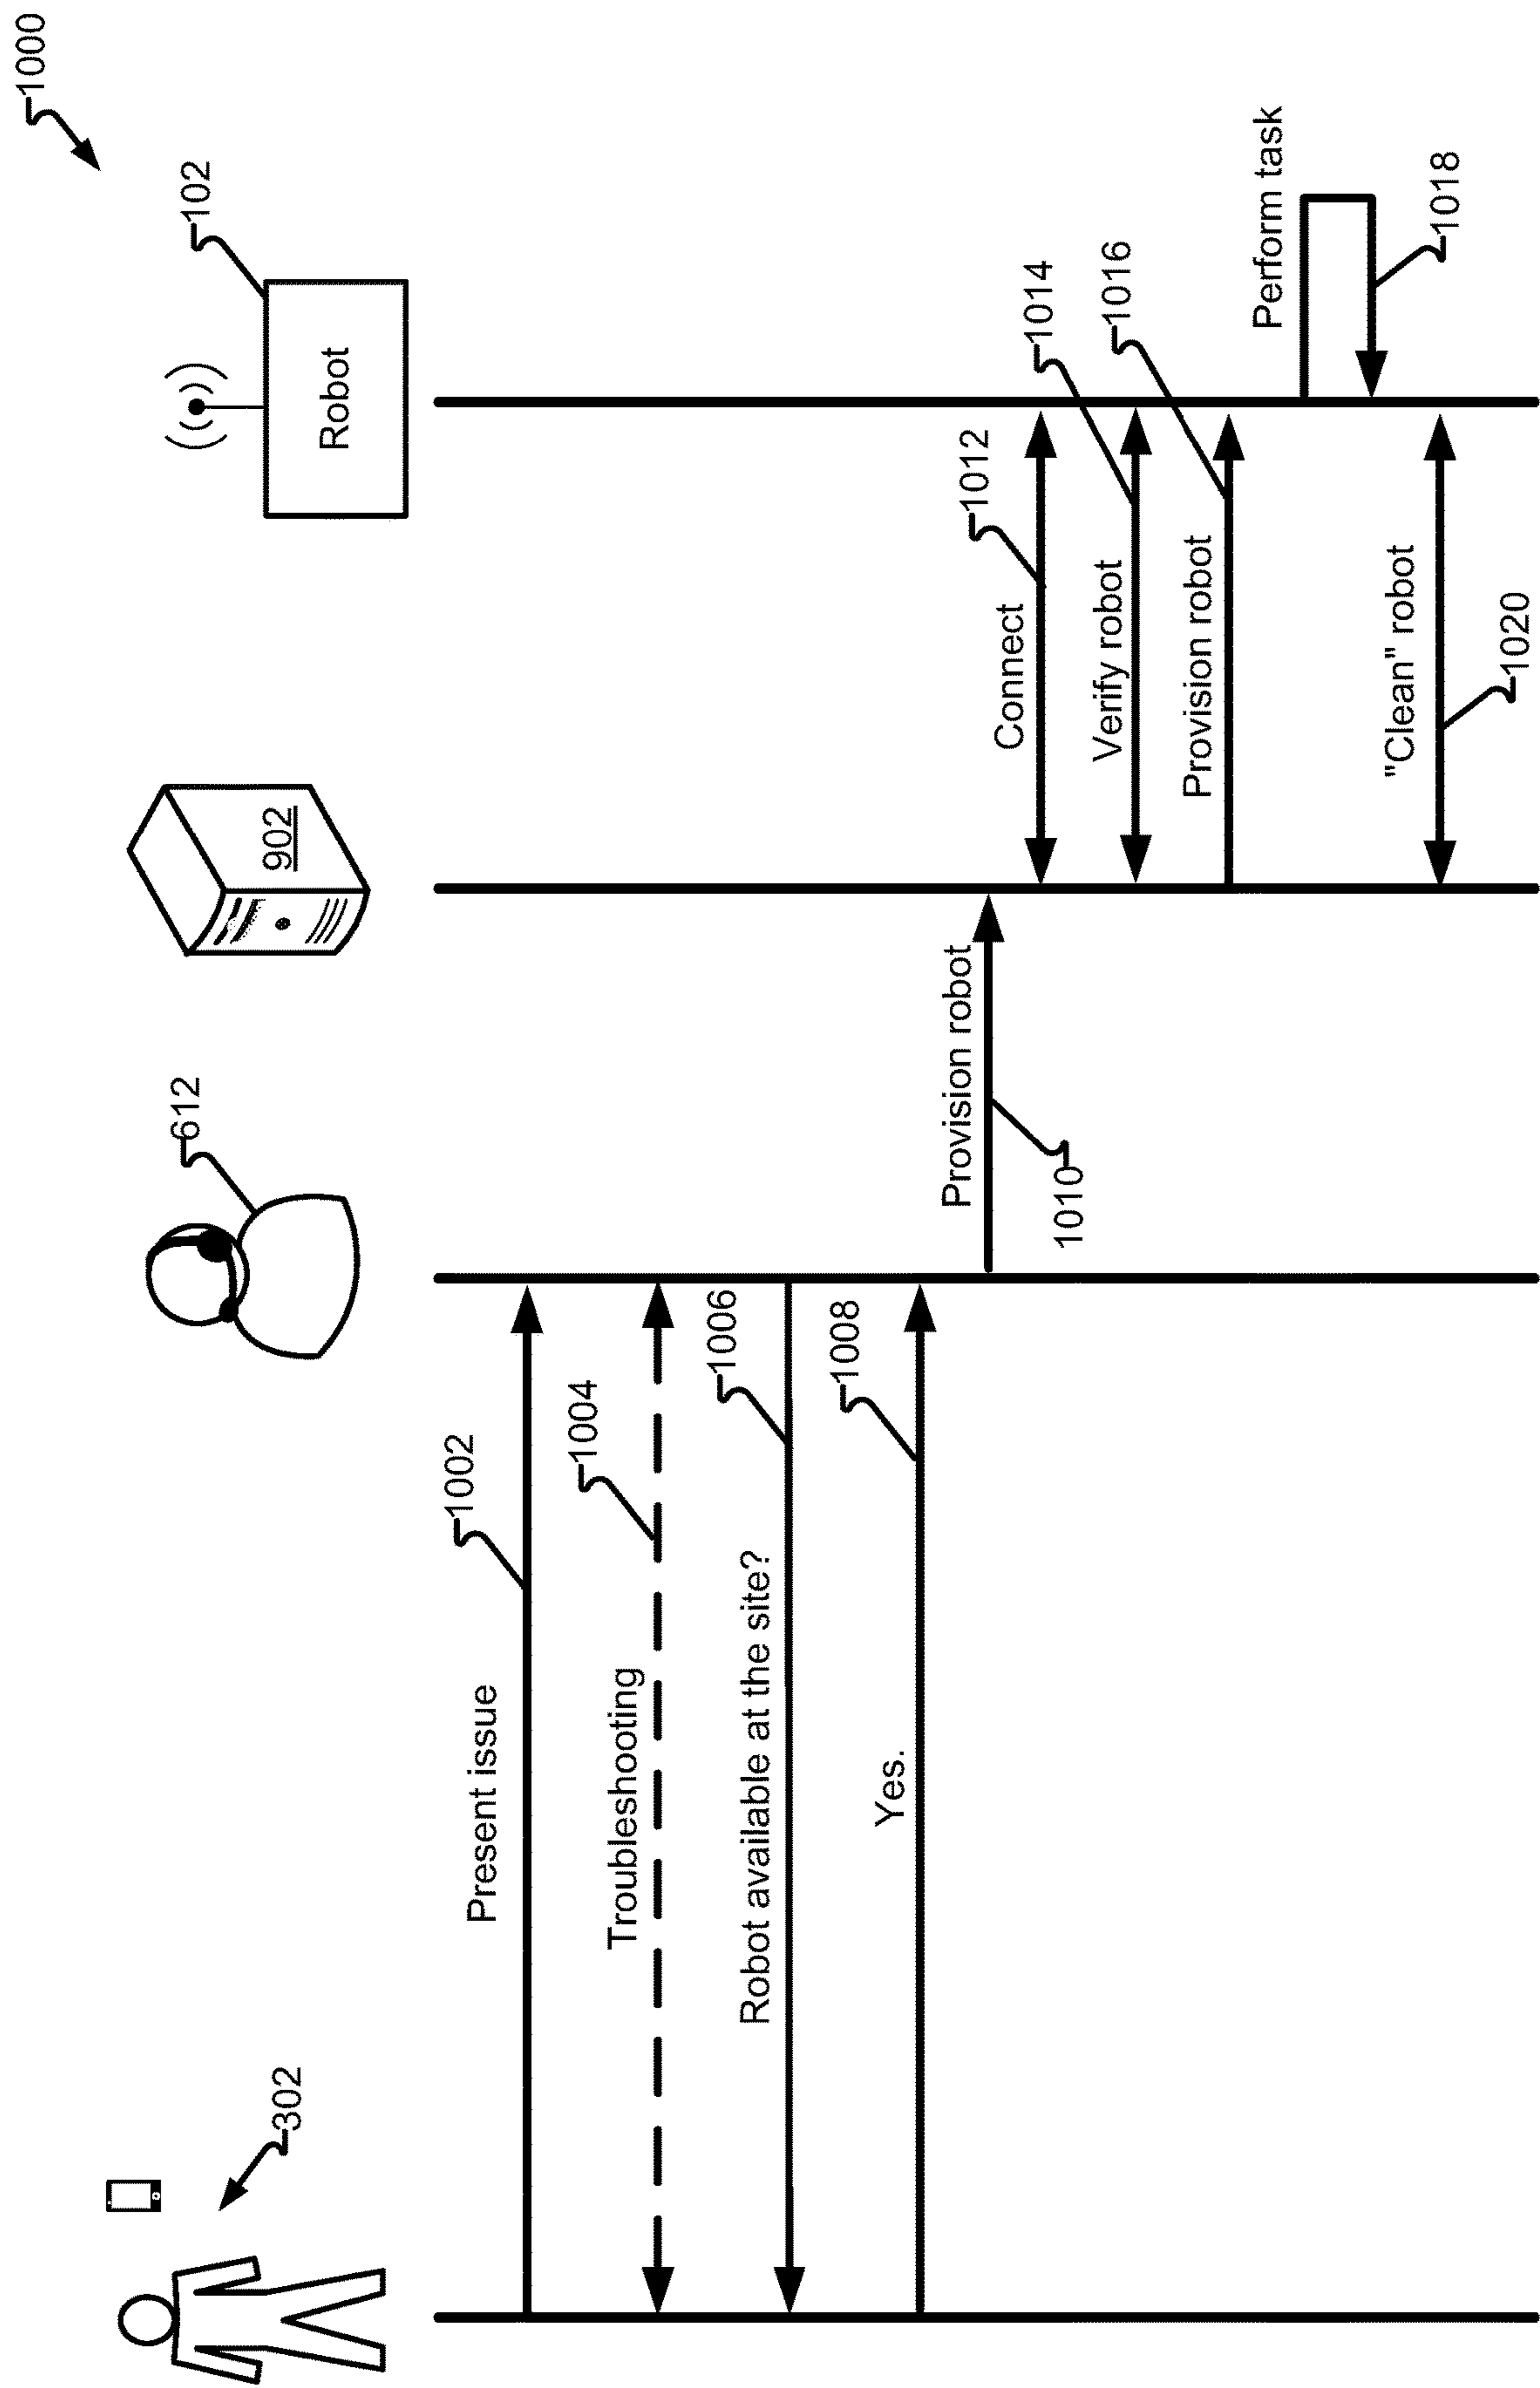 1000
302
612
902
102
Robot
Present issue
1002
Troubleshooting
1004
Robot available at the site?
1006
Yes.
1008
Provision robot
1010
Connect
1012
Verify robot
1014
Provision robot
1016
Perform task
1018
"Clean" robot
1020